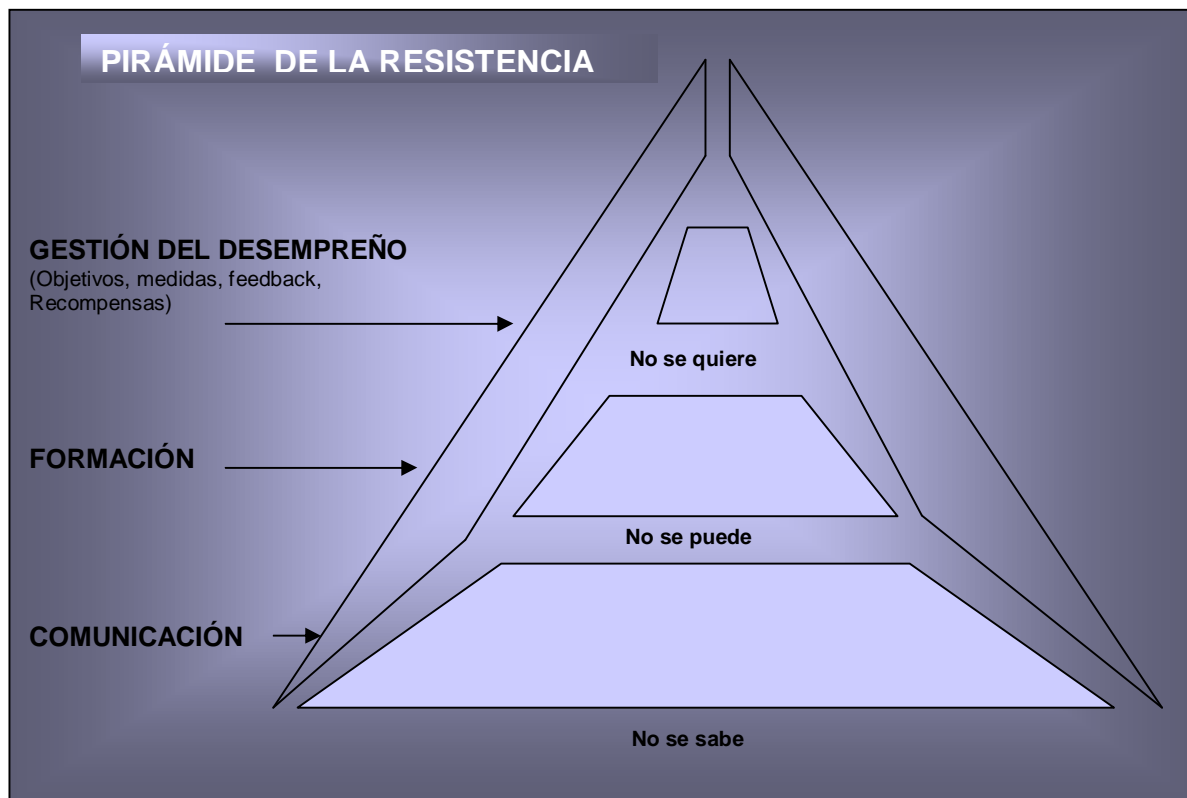 PIRÁMIDE DE LA RESISTENCIA
GESTIÓN DEL DESEMPREÑO
(Objetivos, medidas, feedback,
Recompensas)
No se quiere
FORMACIÓN
No se puede
COMUNICACIÓN
No se sabe